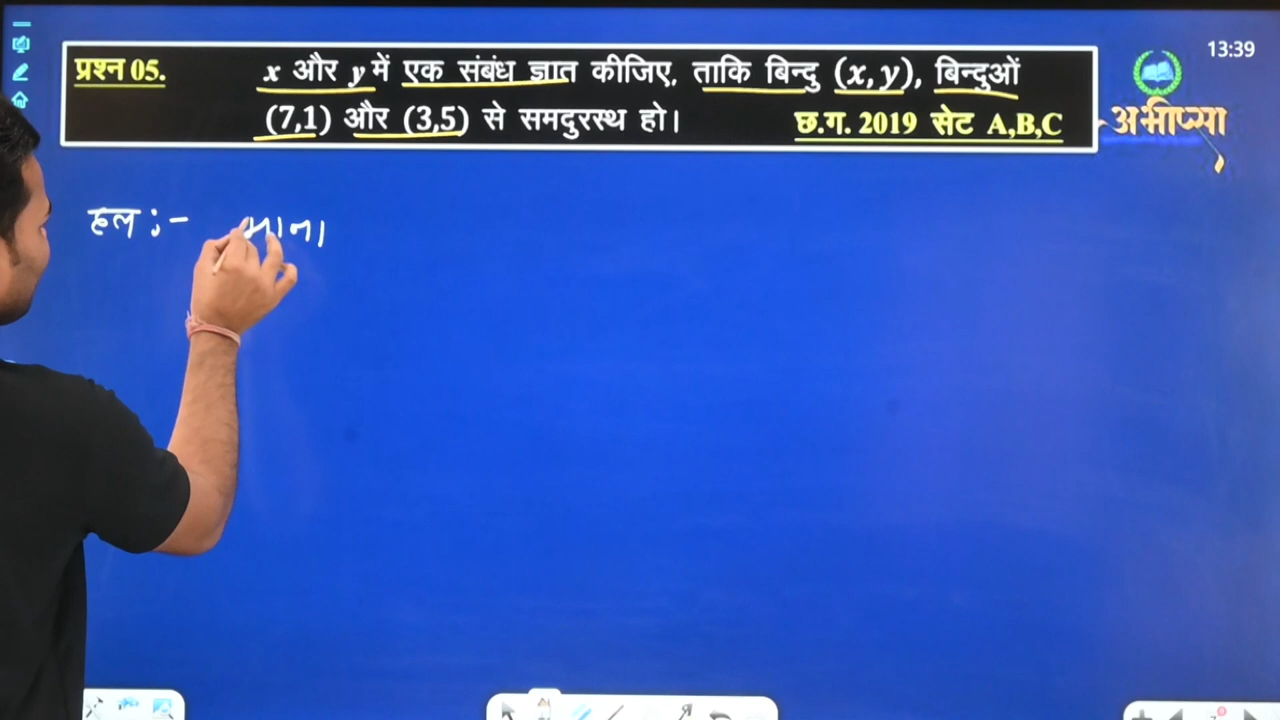 13:39
प्रश्न 05. x और y में एक संबंध ज्ञात कीजिए, ताकि बिन्दु (x, y), बिन्दुओं
(7,1) और (3,5) से समदुरस्थ हो। छ.ग. 2019 सेट A,B,C
अभीप्सा
हल :- माना